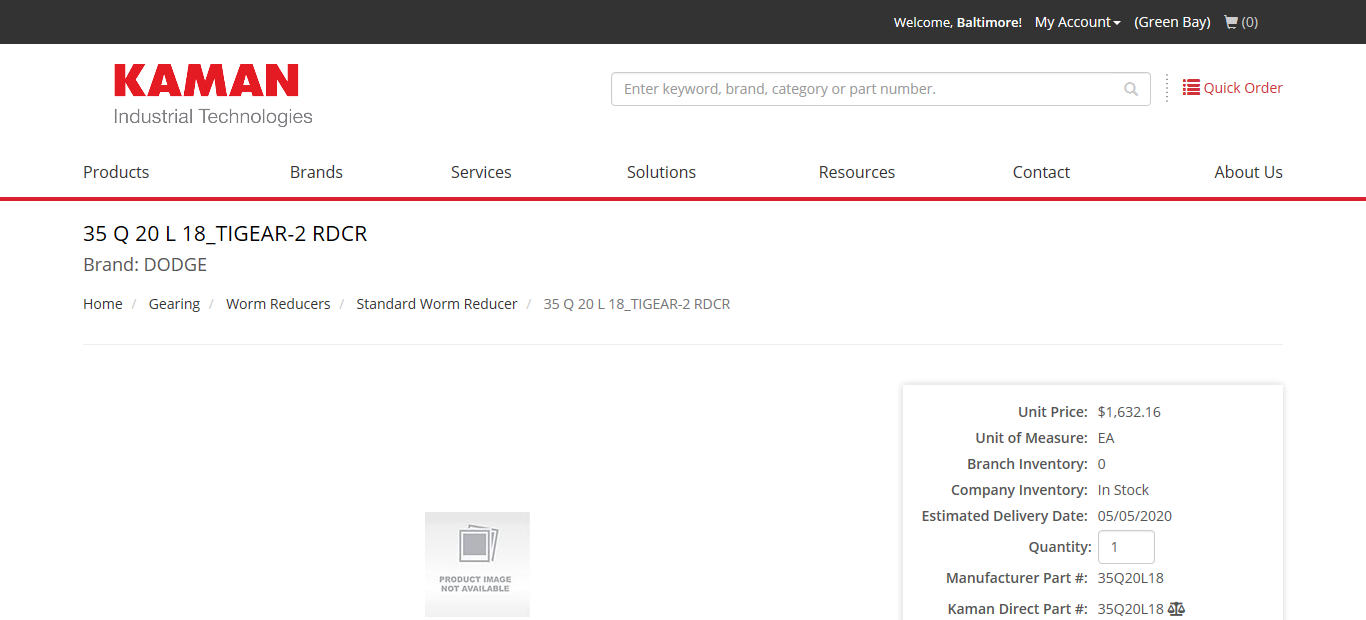 Welcome, Baltimore! My Account (Green Bay) (0)
KAMAN
Industrial Technologies
Enter keyword, brand, category or part number.
Quick Order
Products Brands Services Solutions Resources Contact About Us
35 Q 20 L 18_TIGEAR-2 RDCR
Brand: DODGE
Home / Gearing / Worm Reducers / Standard Worm Reducer / 35 Q 20 L 18_TIGEAR-2 RDCR
PRODUCT IMAGE
NOT AVAILABLE
Unit Price: $1,632.16
Unit of Measure: EA
Branch Inventory: 0
Company Inventory: In Stock
Estimated Delivery Date: 05/05/2020
Quantity: 1
Manufacturer Part #: 35Q20L18
Kaman Direct Part #: 35Q20L18